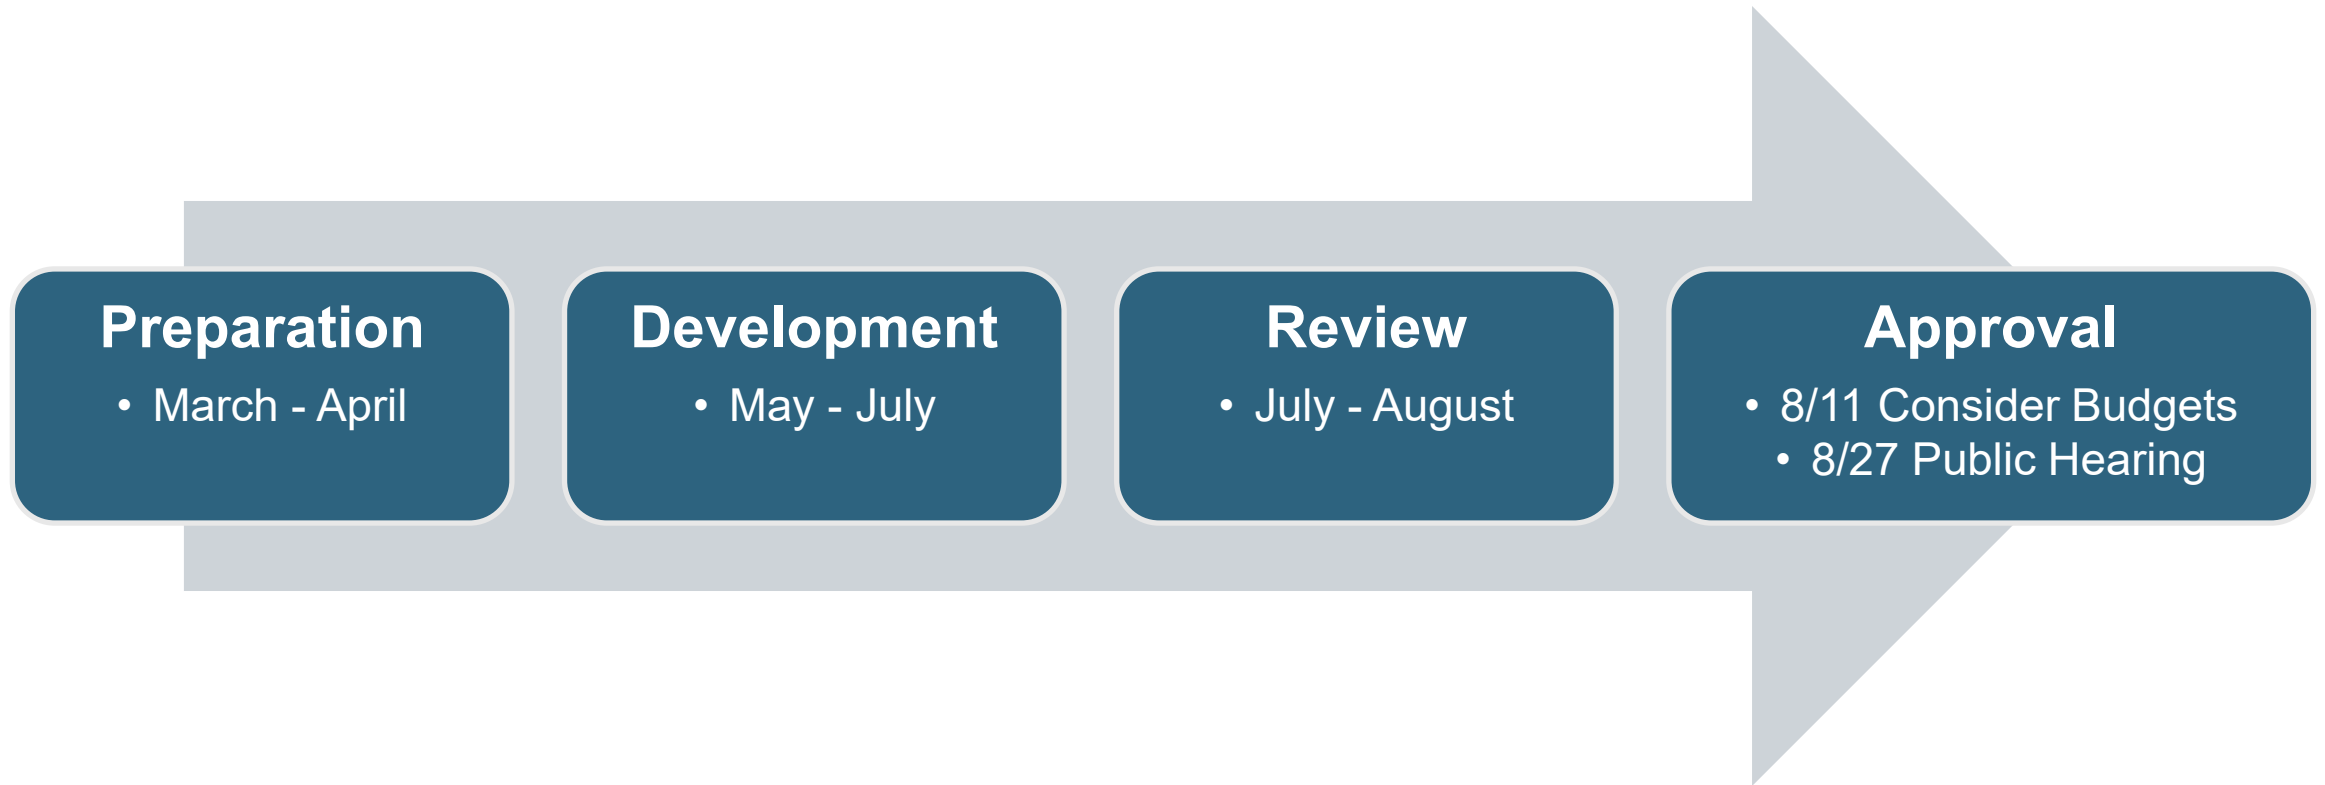 Preparation
• March - April
Development
• May - July
Review
• July - August
Approval
• 8/11 Consider Budgets
• 8/27 Public Hearing